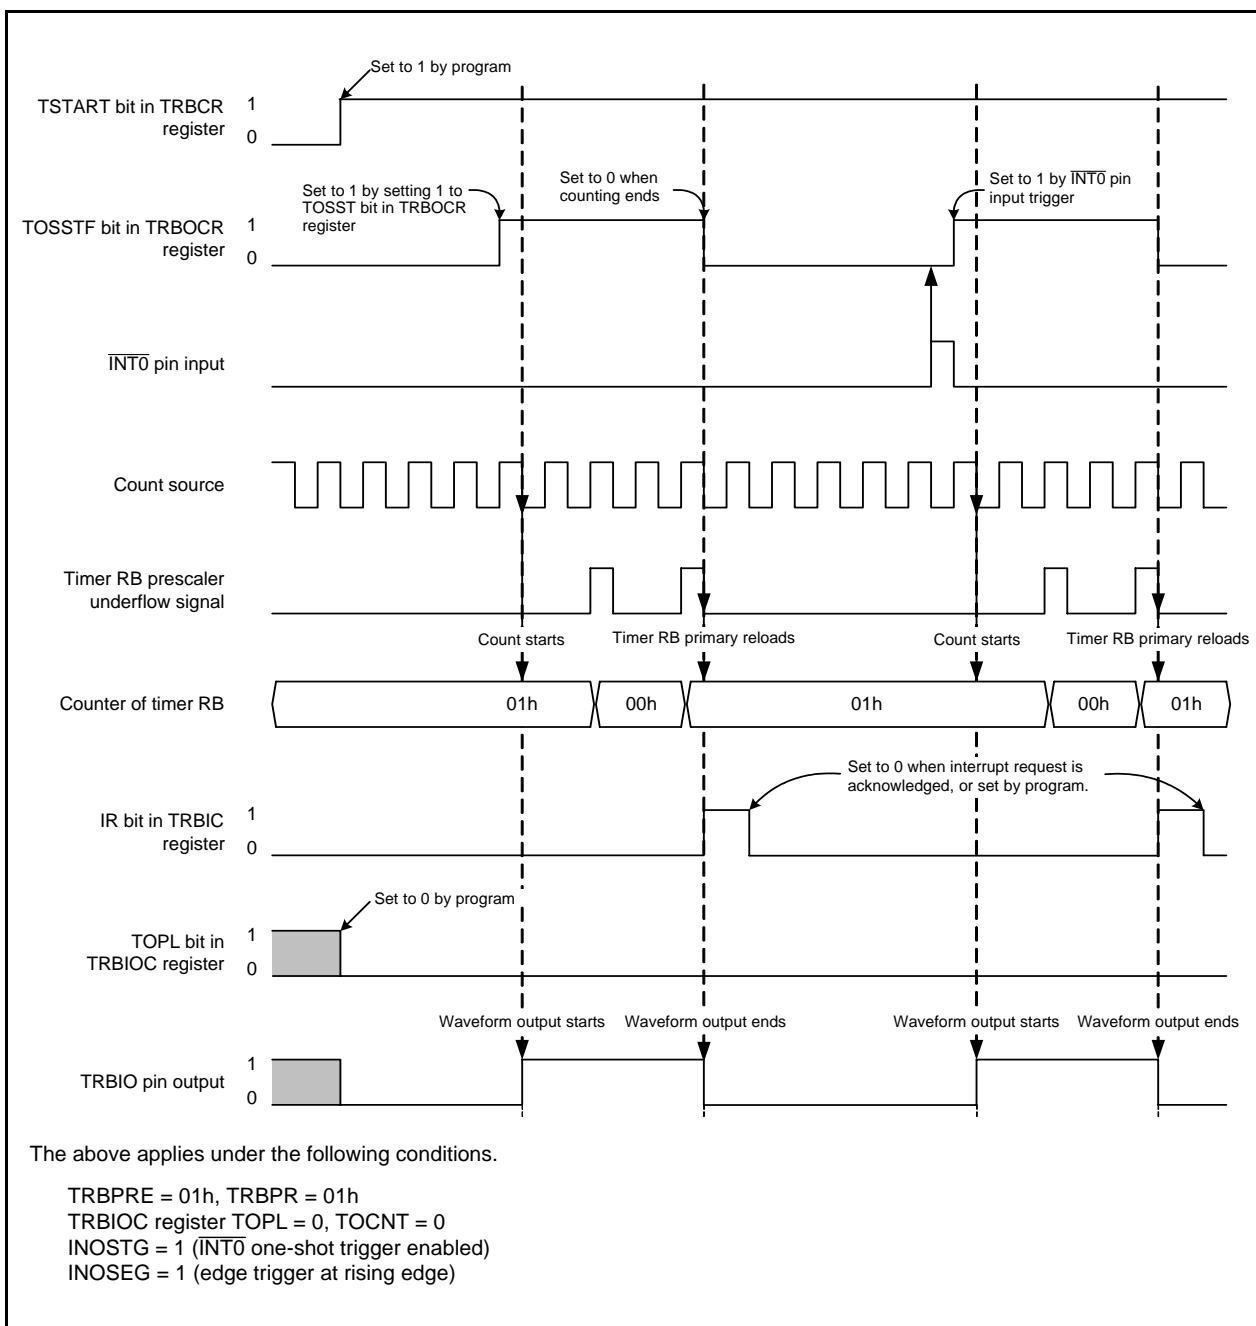 Set to 1 by program
TSTART bit in TRBCR
register
1
0
Set to 1 by setting 1 to
TOSST bit in TRBOCR
register
Set to 0 when
counting ends
Set to 1 by INT0 pin
input trigger
TOSSTF bit in TRBOCR
register
1
0
INT0 pin input
Count source
Timer RB prescaler
underflow signal
Count starts
Timer RB primary reloads
Count starts
Timer RB primary reloads
Counter of timer RB
01h
00h
01h
00h
01h
Set to 0 when interrupt request is
acknowledged, or set by program.
IR bit in TRBIC
register
1
0
Set to 0 by program
TOPL bit in
TRBIOC register
1
0
Waveform output starts
Waveform output ends
Waveform output starts
Waveform output ends
TRBIO pin output
1
0
The above applies under the following conditions.
TRBPRE = 01h, TRBPR = 01h
TRBIOC register TOPL = 0, TOCNT = 0
INOSTG = 1 (INT0 one-shot trigger enabled)
INOSEG = 1 (edge trigger at rising edge)